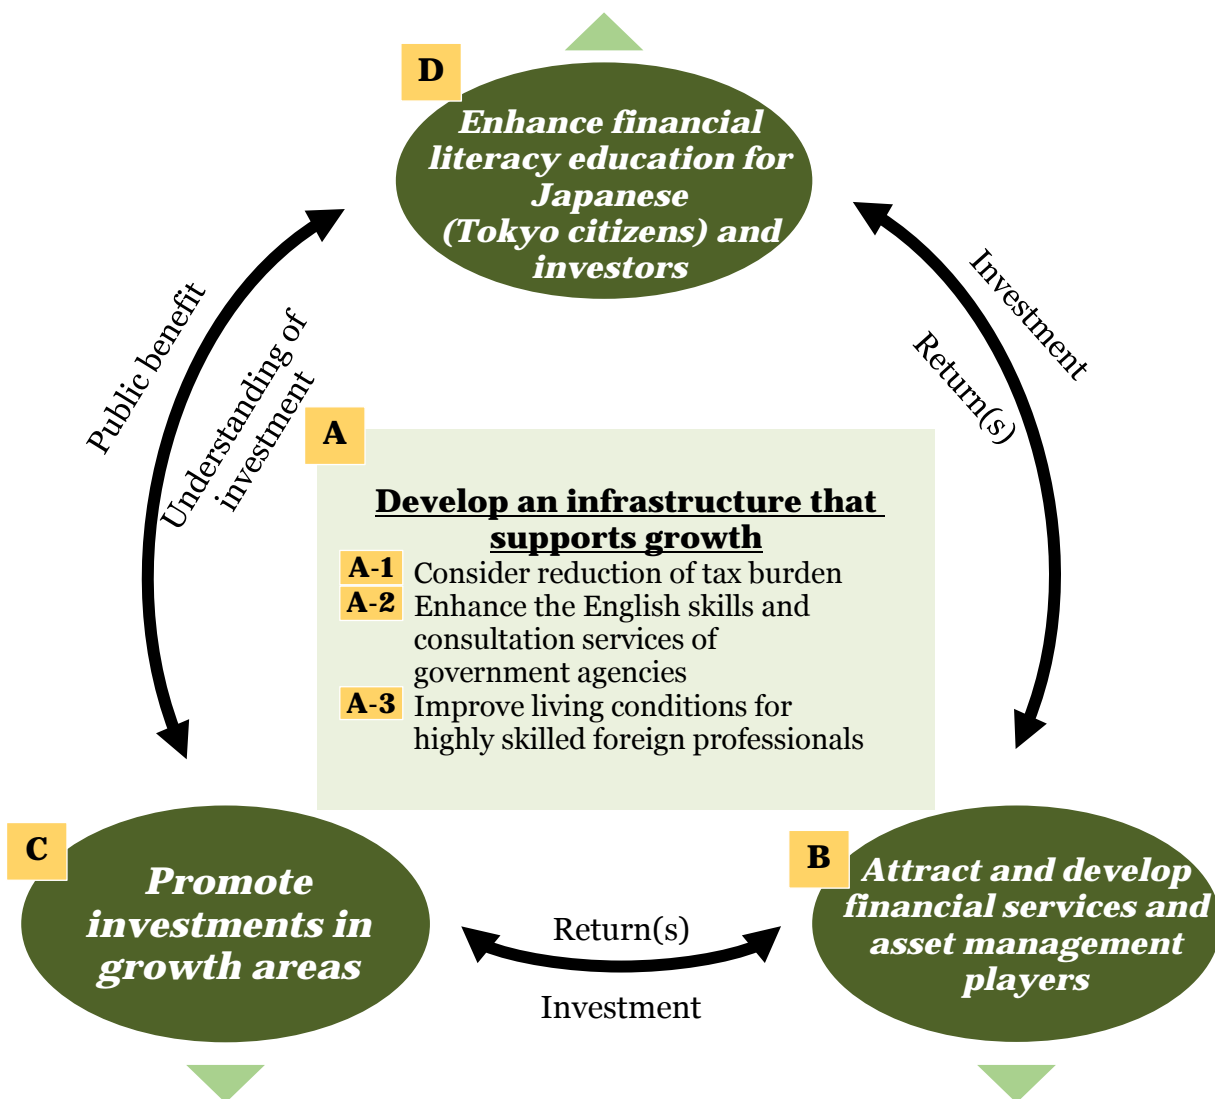 D
Enhance financial
literacy education for
Japanese
(Tokyo citizens) and
investors
Public benefit
Understanding of
investment
Investment
Return(s)
A
Develop an infrastructure that
supports growth
A-1 Consider reduction of tax burden
A-2 Enhance the English skills and
consultation services of
government agencies
A-3 Improve living conditions for
highly skilled foreign professionals
C
Promote
investments in
growth areas
Return(s)
Investment
B
Attract and develop
financial services and
asset management
players